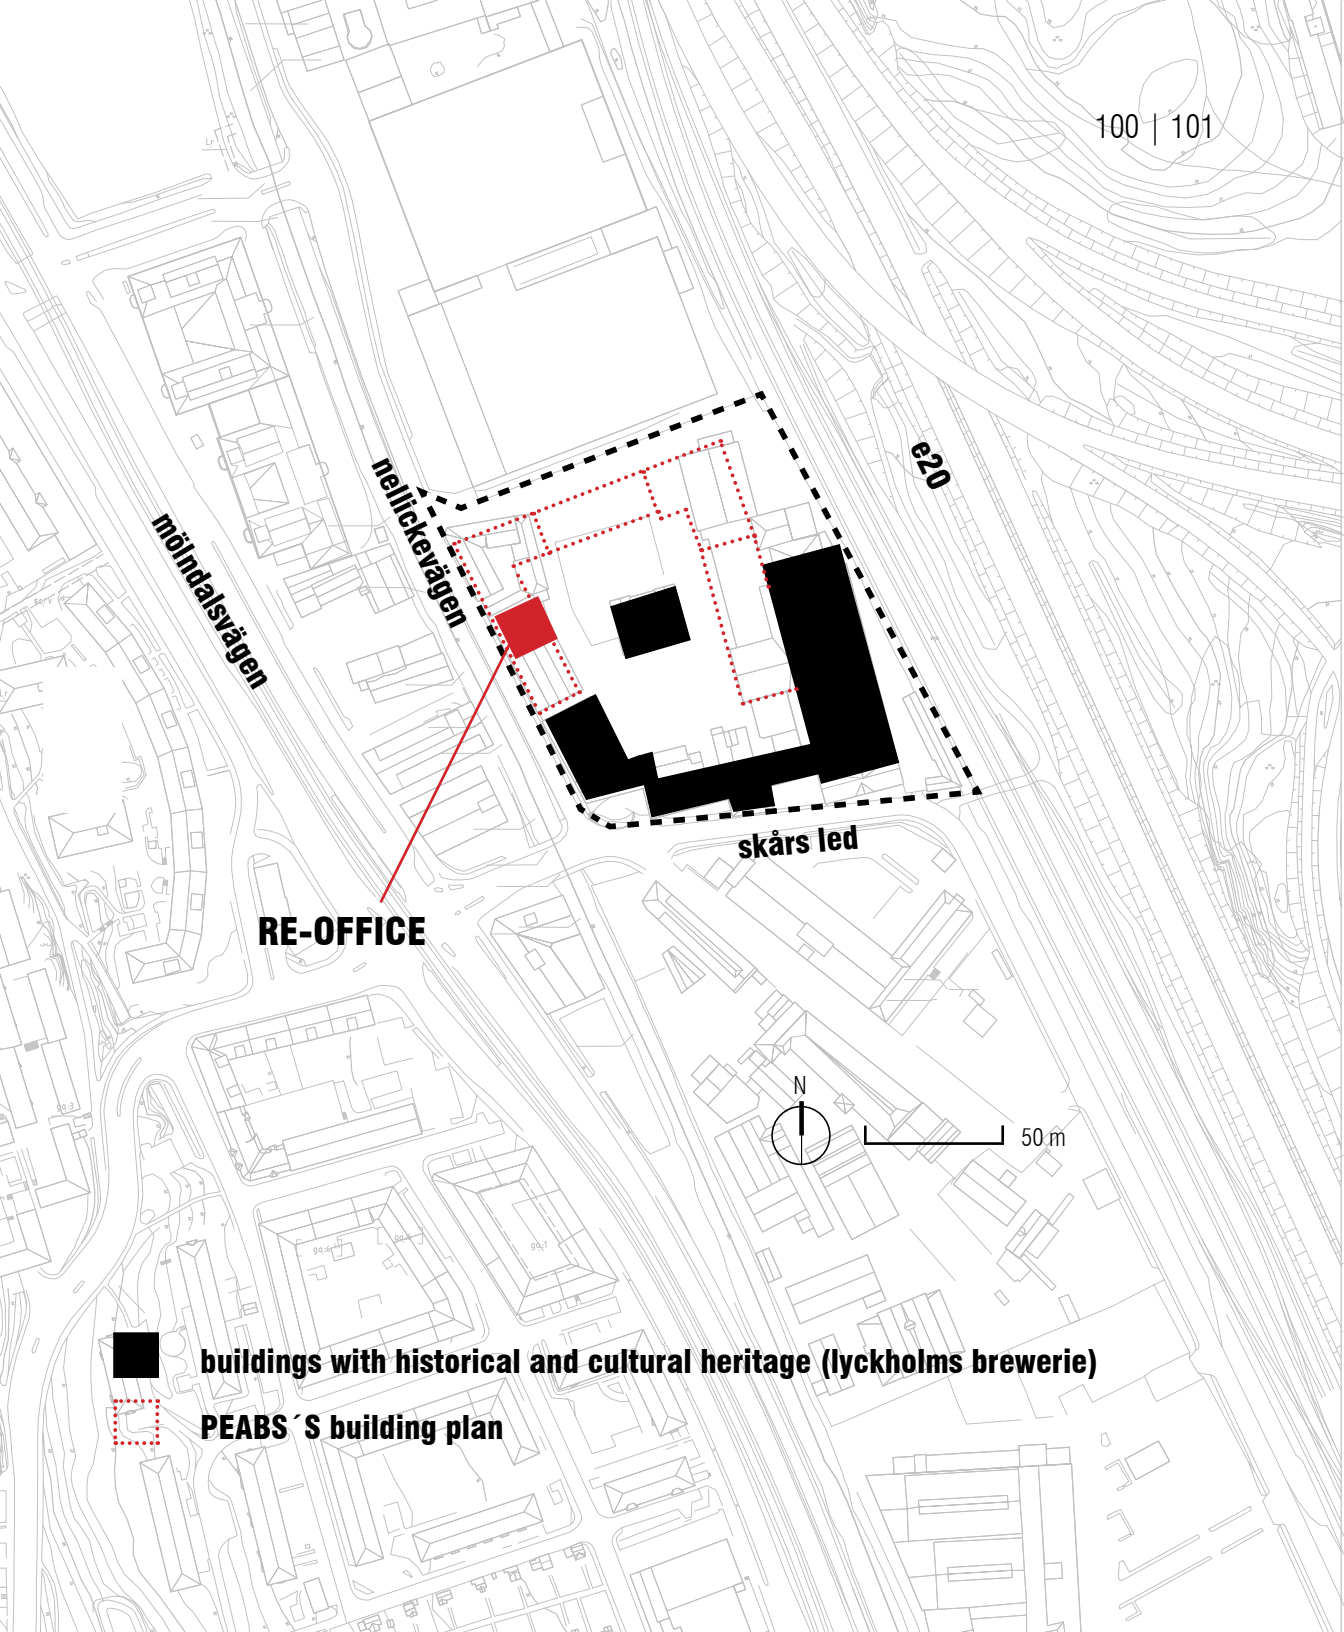 100 | 101
e20
nellickevägen
mölndalsvägen
skårs led
RE-OFFICE
N
50 m
buildings with historical and cultural heritage (lyckholms brewerie)
PEABS´S building plan